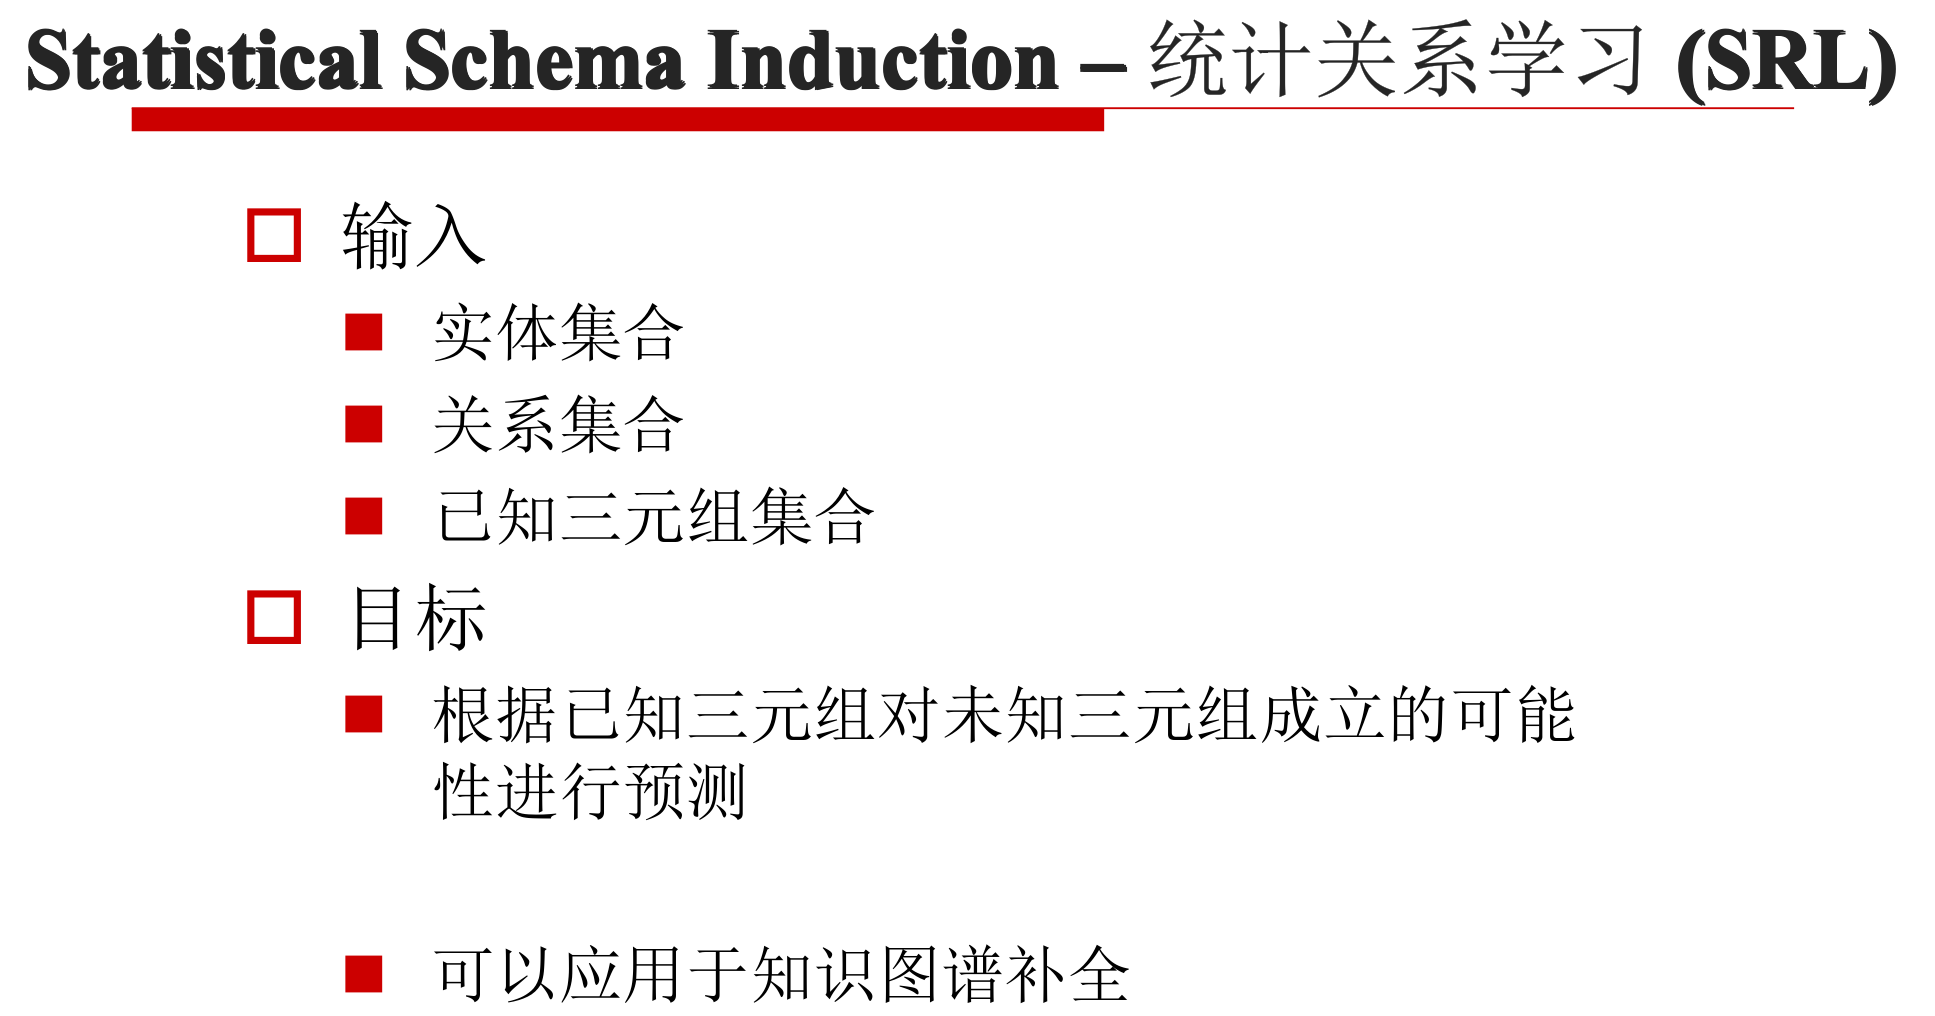 Statistical Schema Induction – 统计关系学习 (SRL)
输入
实体集合
关系集合
已知三元组集合
目标
根据已知三元组对未知三元组成立的可能
性进行预测
可以应用于知识图谱补全